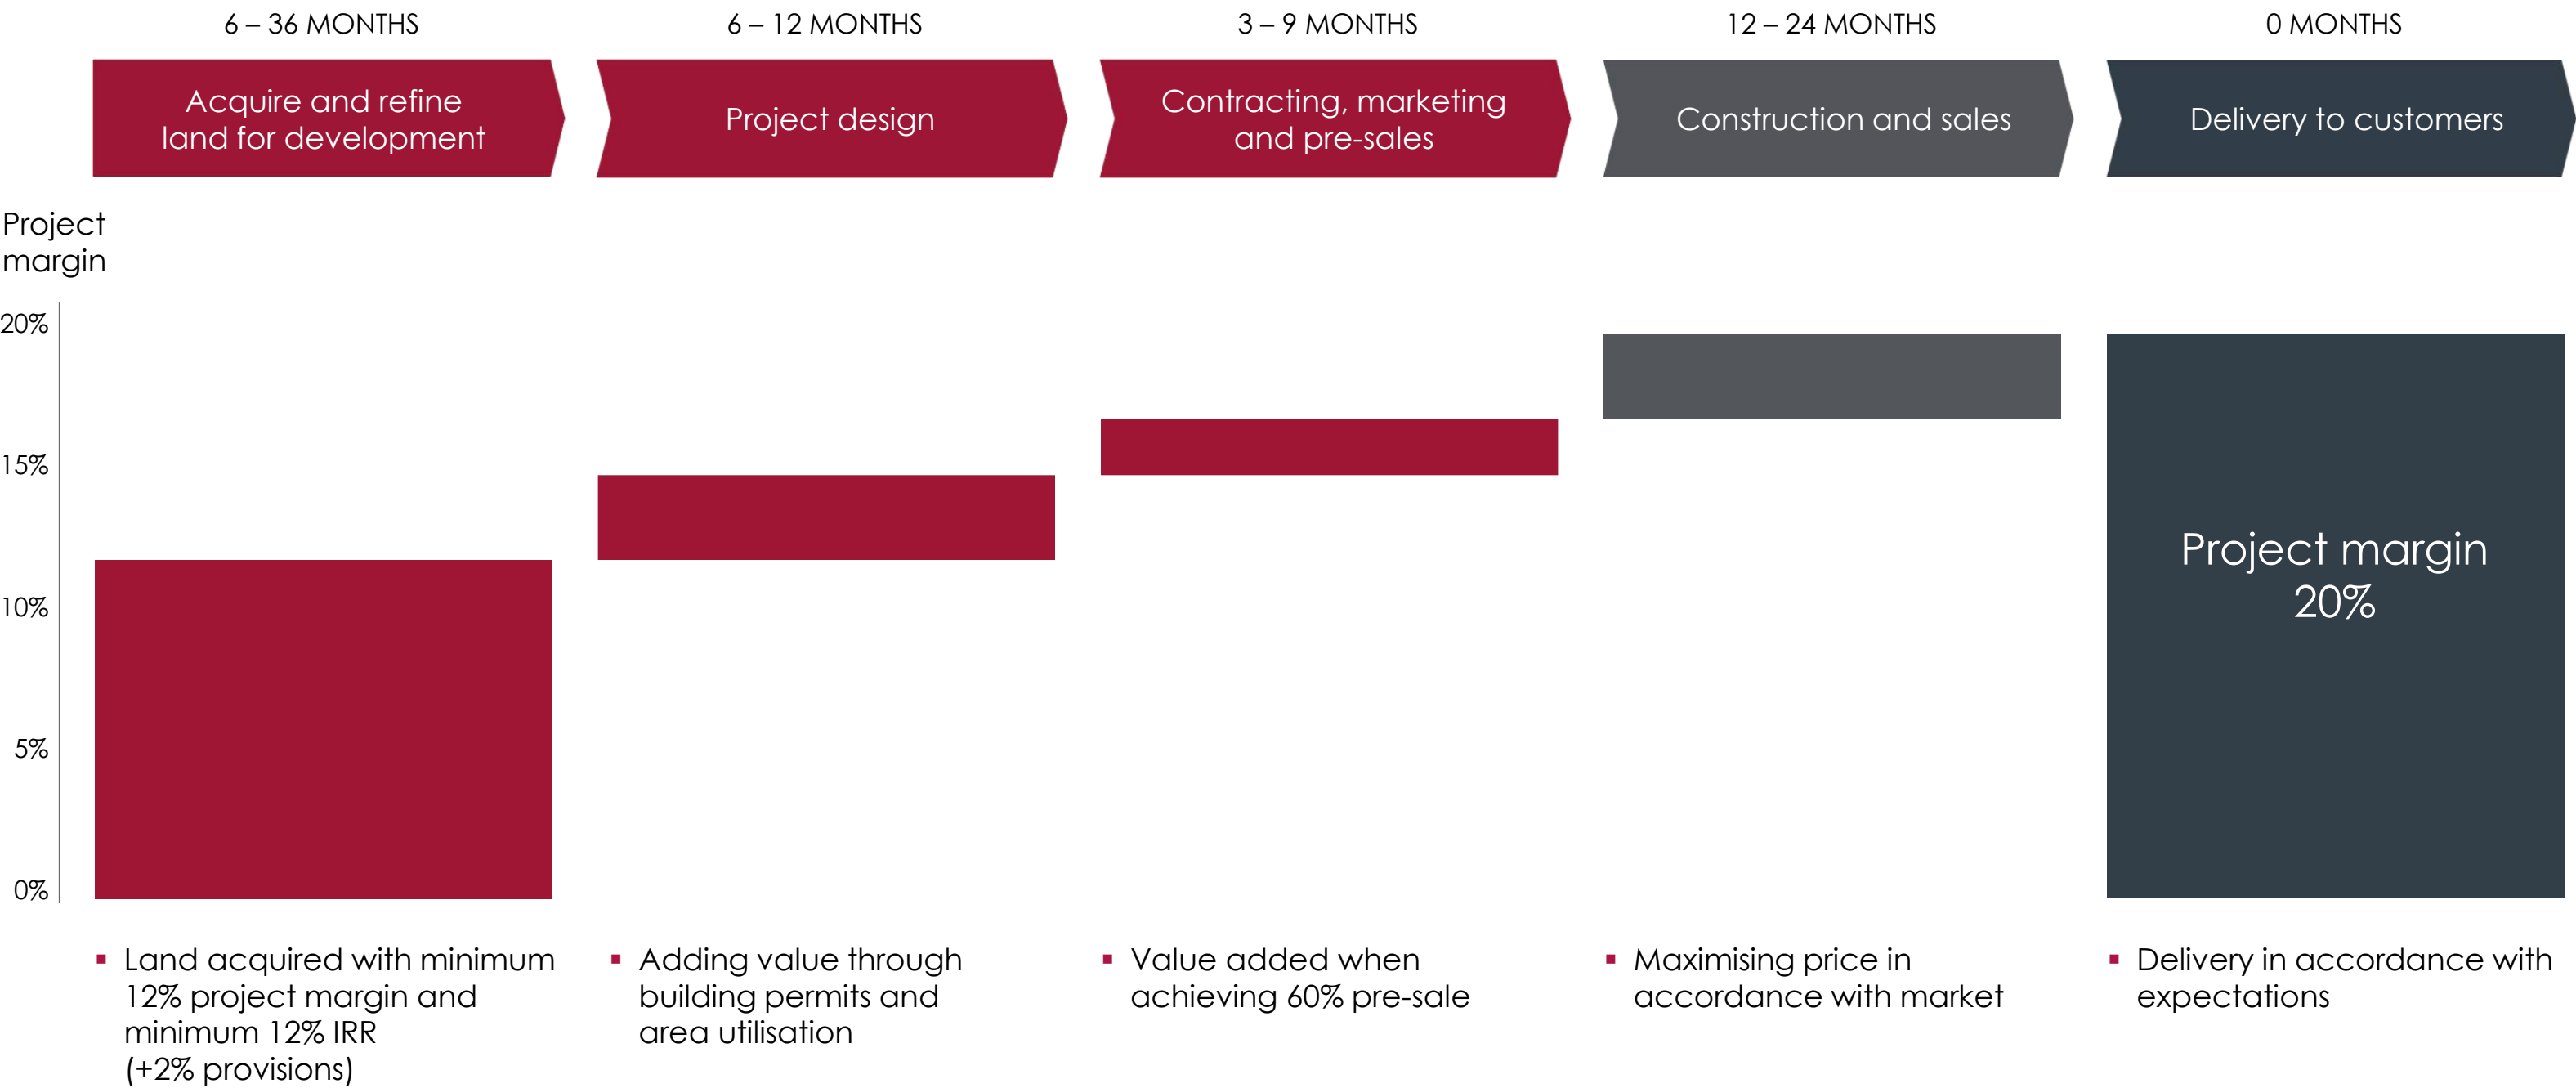 6 – 36 MONTHS
6 – 12 MONTHS
3 – 9 MONTHS
12 – 24 MONTHS
0 MONTHS
Acquire and refine
land for development
Project design
Contracting, marketing
and pre-sales
Construction and sales
Delivery to customers
Project
margin
20%
15%
10%
5%
0%
Project margin
20%
▪ Land acquired with minimum
12% project margin and
minimum 12% IRR
(+2% provisions)
▪ Adding value through
building permits and
area utilisation
▪ Value added when
achieving 60% pre-sale
▪ Maximising price in
accordance with market
▪ Delivery in accordance with
expectations